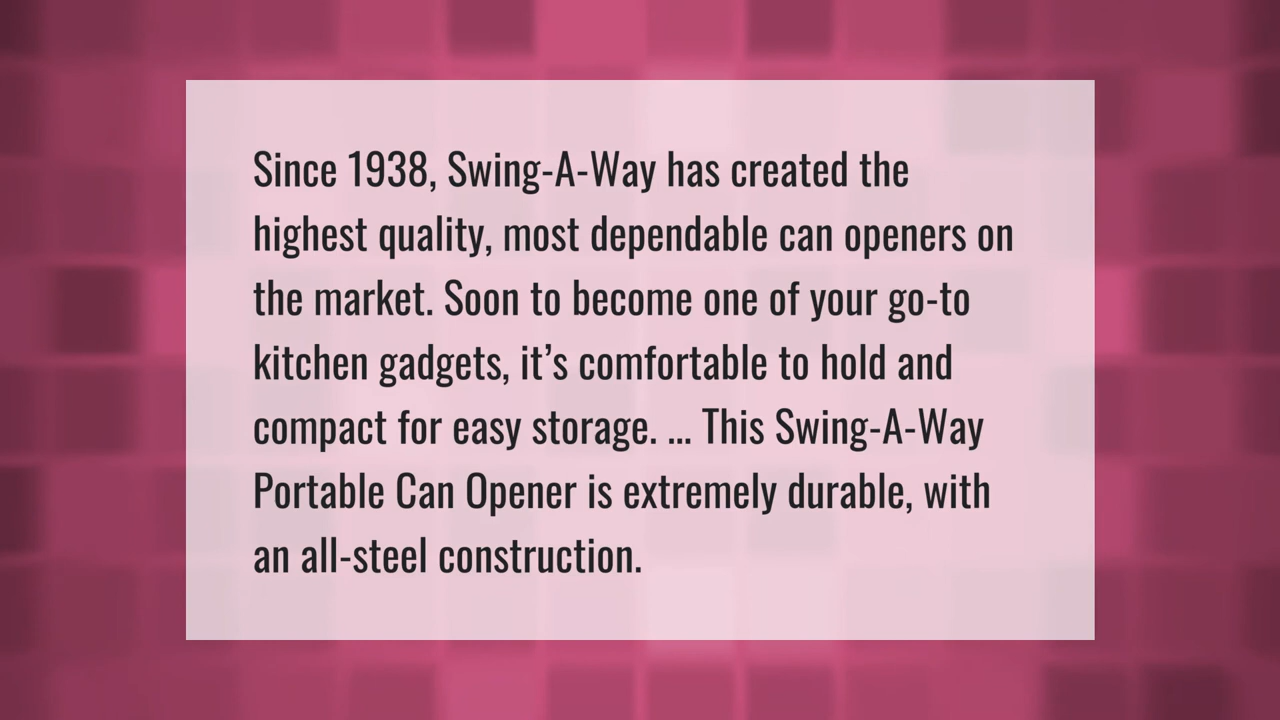 Since 1938, Swing-A-Way has created the
highest quality, most dependable can openers on
the market. Soon to become one of your go-to
kitchen gadgets, it’s comfortable to hold and
compact for easy storage. ... This Swing-A-Way
Portable Can Opener is extremely durable, with
an all-steel construction.